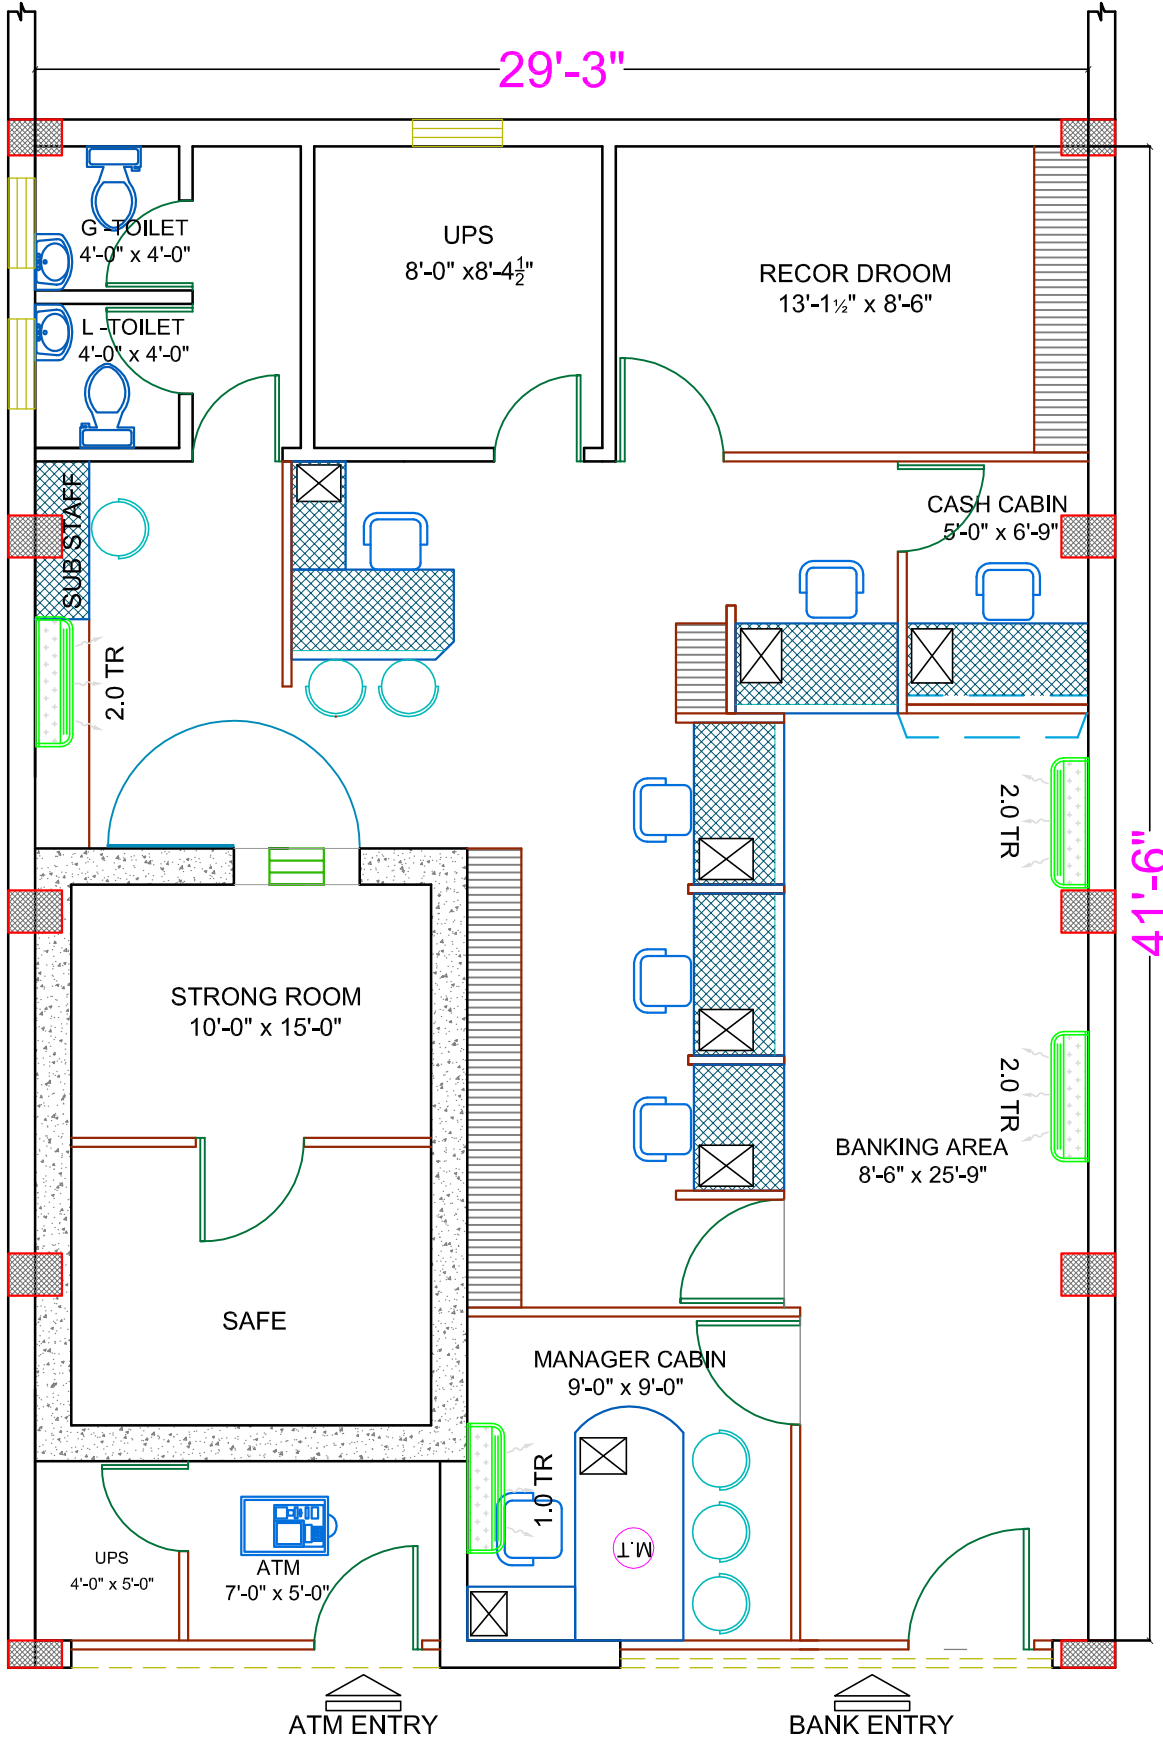 29'-3"
G -TOILET
4'-0" x 4'-0"
UPS
8'-0" x8'-4½"
RECOR DROOM
13'-1½" x 8'-6"
L -TOILET
4'-0" x 4'-0"
SUB STAFF
CASH CABIN
5'-0" x 6'-9"
2.0 TR
2.0 TR
41'-6"
STRONG ROOM
10'-0" x 15'-0"
2.0 TR
BANKING AREA
8'-6" x 25'-9"
SAFE
MANAGER CABIN
9'-0" x 9'-0"
1.0 TR
M.T
UPS
4'-0" x 5'-0"
ATM
7'-0" x 5'-0"
ATM ENTRY
BANK ENTRY